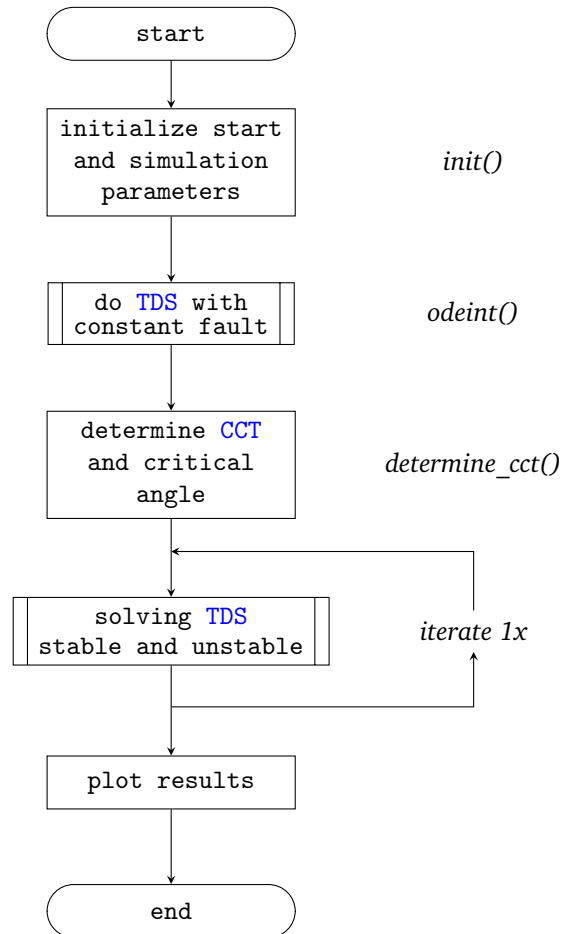 start
initialize start
and simulation
parameters
init()
do TDS with
constant fault
odeint()
determine CCT
and critical
angle
determine_cct()
solving TDS
stable and unstable
iterate 1x
plot results
end